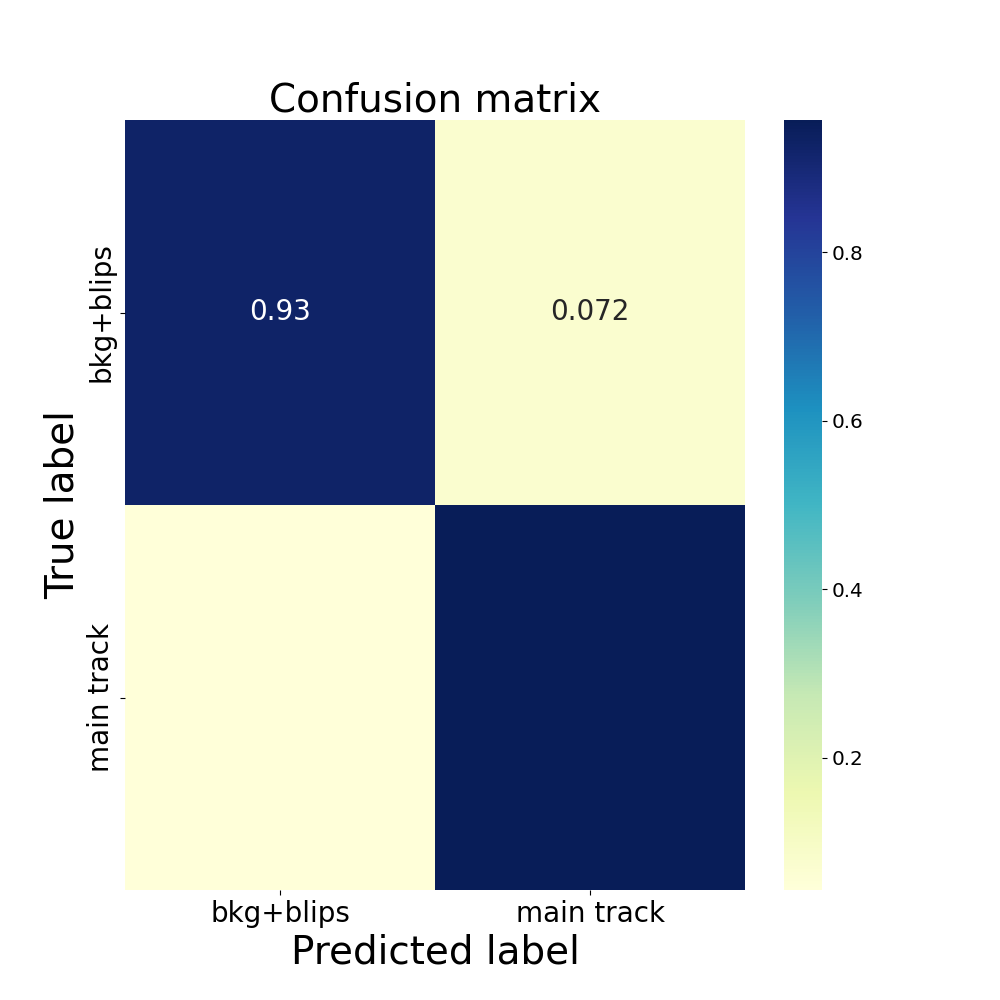 Confusion matrix
True label
bkg+blips
main track
0.93 0.072
bkg+blips main track
Predicted label
0.8
0.6
0.4
0.2